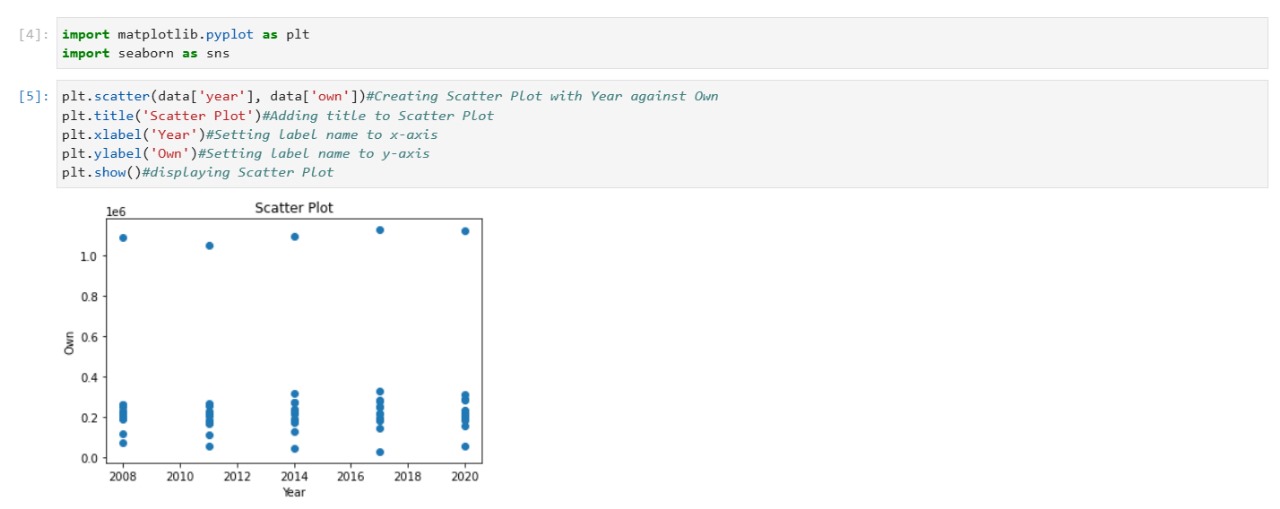 [4]: import matplotlib.pyplot as plt
import seaborn as sns
[5]: plt.scatter(data['year'], data['own'])#Creating Scatter Plot with Year against Own
plt.title('Scatter Plot')#Adding title to Scatter Plot
plt.xlabel('Year')#Setting label name to x-axis
plt.ylabel('Own')#Setting label name to y-axis
plt.show()#displaying Scatter Plot
Scatter Plot
1e6
1.0
0.8
0.6
0.4
0.2
0.0
Own
2008 2010 2012 2014 2016 2018 2020
Year